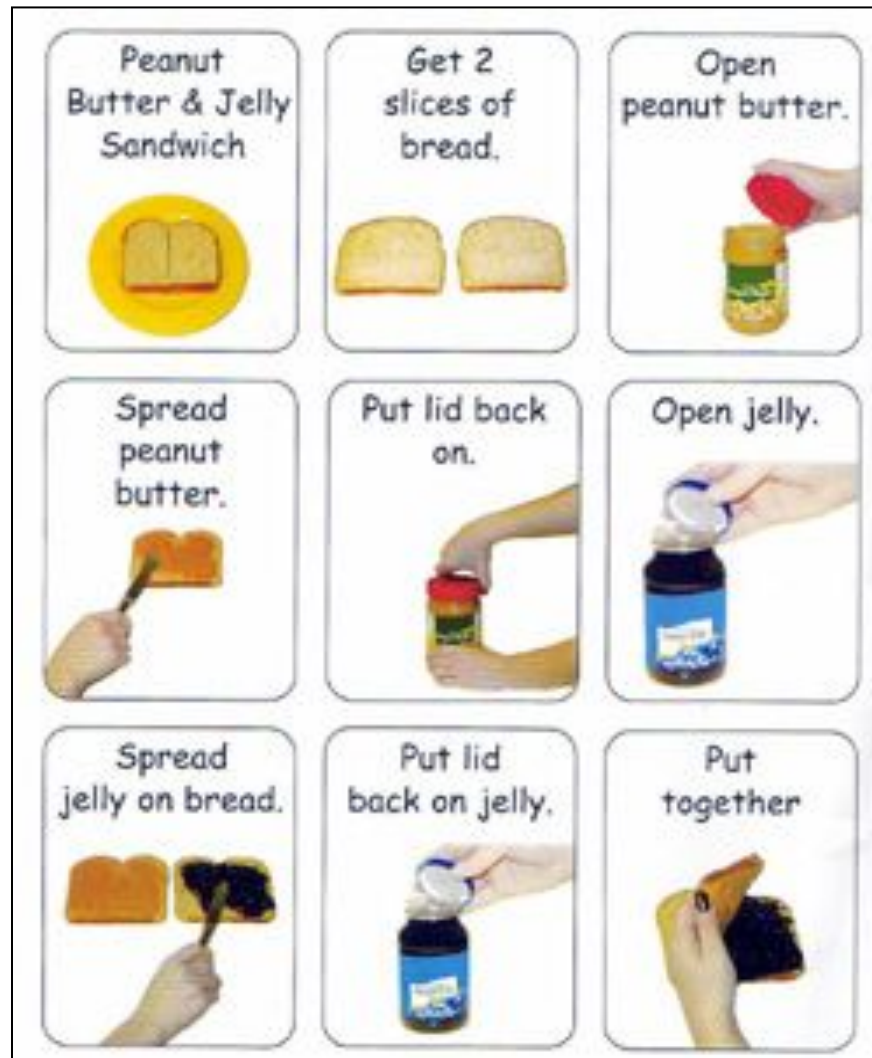 Peanut
Butter & Jelly
Sandwich
Get 2
slices of
bread.
Open
peanut butter.
Spread
peanut
butter.
Put lid back
on.
Open jelly.
Spread
jelly on bread.
Put lid
back on jelly.
Put
together